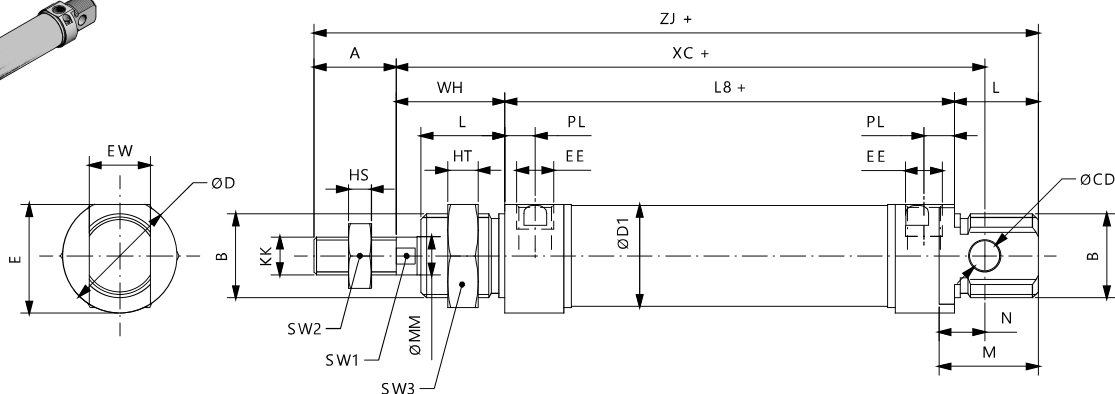 ZJ +
A
XC +
WH
L8 +
L
L
PL
PL
HT
EE
EE
EW
HS
ØD
ØCD
E
B
KK
ØD1
B
SW2
SW1
ØMM
N
M
SW3